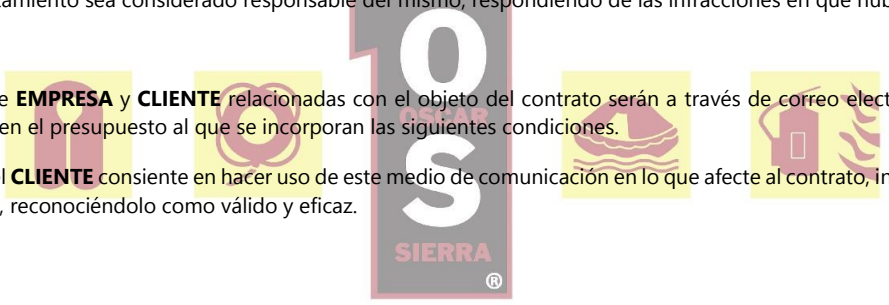 tamiento sea considerado responsable del mismo, respondiendo de las infracciones en que hub
e EMPRESA y CLIENTE relacionadas con el objeto del contrato serán a través de correo elect
en el presupuesto al que se incorporan las siguientes condiciones.
el CLIENTE consiente en hacer uso de este medio de comunicación en lo que afecte al contrato, in
, reconociéndolo como válido y eficaz.
1
O
OSCAR
S
SIERRA
®